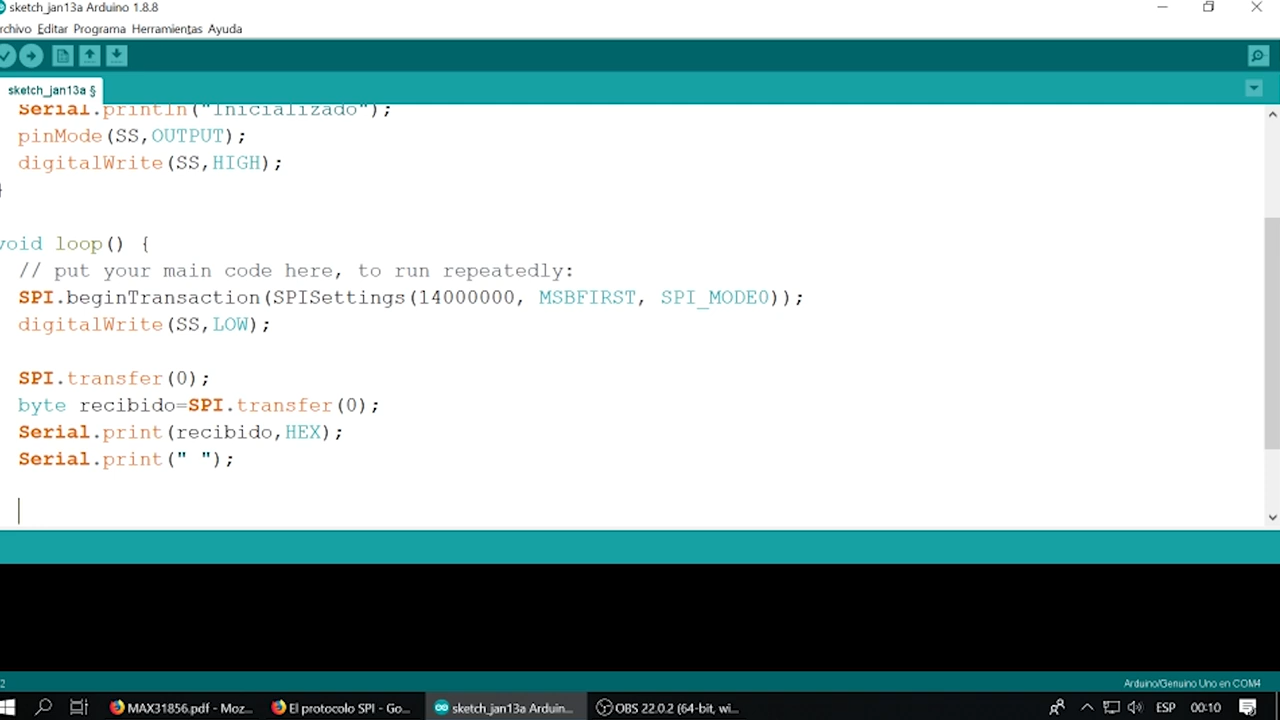 sketch_jan13a Arduino 1.8.8
rchivo Editar Programa Herramientas Ayuda
sketch_jan13a §
Serial.println("Inicializado");
pinMode(SS,OUTPUT);
digitalWrite(SS,HIGH);
}
void loop() {
// put your main code here, to run repeatedly:
SPI.beginTransaction(SPISettings(14000000, MSBFIRST, SPI_MODE0));
digitalWrite(SS,LOW);
SPI.transfer(0);
byte recibido=SPI.transfer(0);
Serial.print(recibido,HEX);
Serial.print(" ");
2
Arduino/Genuino Uno en COM4
MAX31856.pdf - Moz... El protocolo SPI - Go... sketch_jan13a Arduin... OBS 22.0.2 (64-bit, wi... ESP 00:10